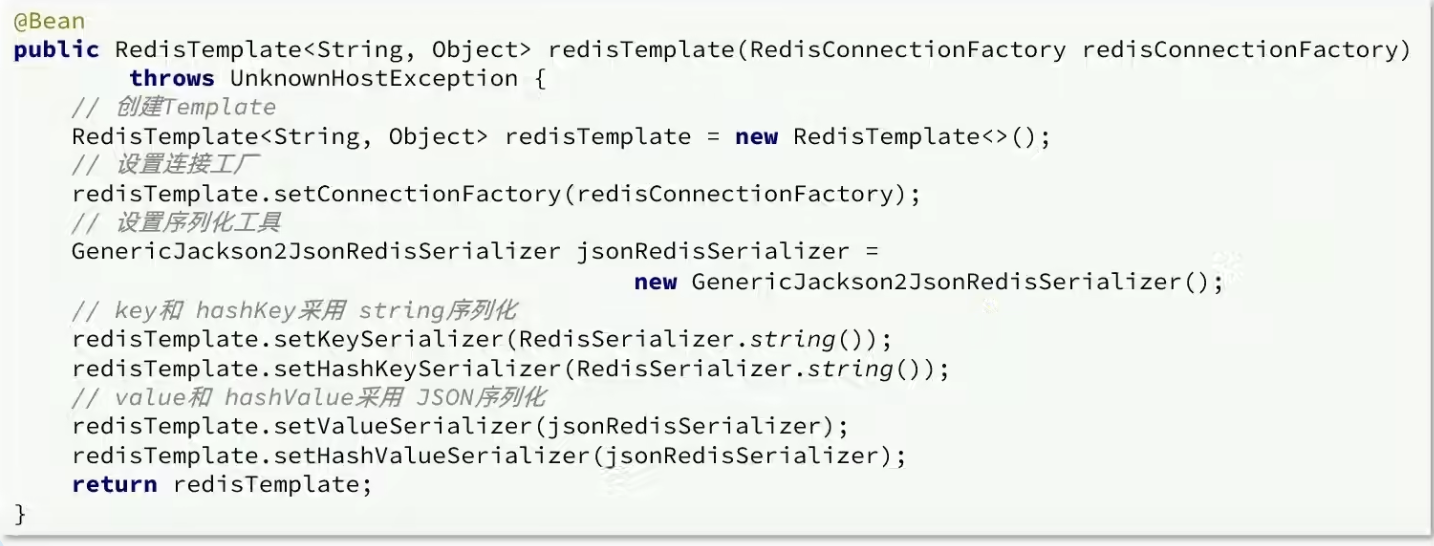 @Bean
public RedisTemplate<String, Object> redisTemplate(RedisConnectionFactory redisConnectionFactory)
        throws UnknownHostException {
    // 创建Template
    RedisTemplate<String, Object> redisTemplate = new RedisTemplate<>();
    // 设置连接工厂
    redisTemplate.setConnectionFactory(redisConnectionFactory);
    // 设置序列化工具
    GenericJackson2JsonRedisSerializer jsonRedisSerializer =
                                       new GenericJackson2JsonRedisSerializer();
    // key和 hashKey采用 string序列化
    redisTemplate.setKeySerializer(RedisSerializer.string());
    redisTemplate.setHashKeySerializer(RedisSerializer.string());
    // value和 hashValue采用 JSON序列化
    redisTemplate.setValueSerializer(jsonRedisSerializer);
    redisTemplate.setHashValueSerializer(jsonRedisSerializer);
    return redisTemplate;
}